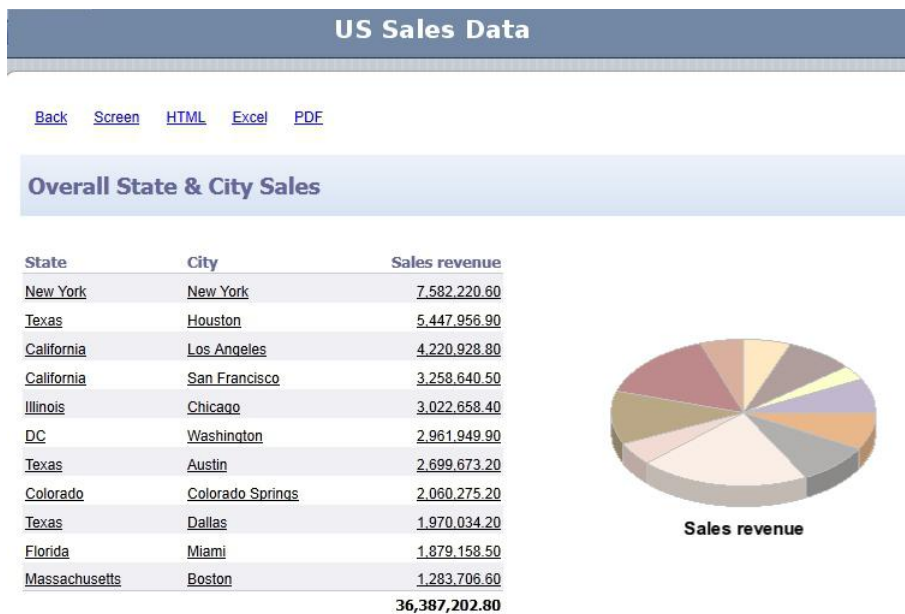 US Sales Data
Back Screen HTML Excel PDF
Overall State & City Sales
State City Sales revenue
New York New York 7,582,220.60
Texas Houston 5,447,956.90
California Los Angeles 4,220,928.80
California San Francisco 3,258,640.50
Illinois Chicago 3,022,658.40
DC Washington 2,961,949.90
Texas Austin 2,699,673.20
Colorado Colorado Springs 2,060,275.20
Texas Dallas 1,970,034.20
Florida Miami 1,879,158.50
Massachusetts Boston 1,283,706.60
36,387,202.80
Sales revenue